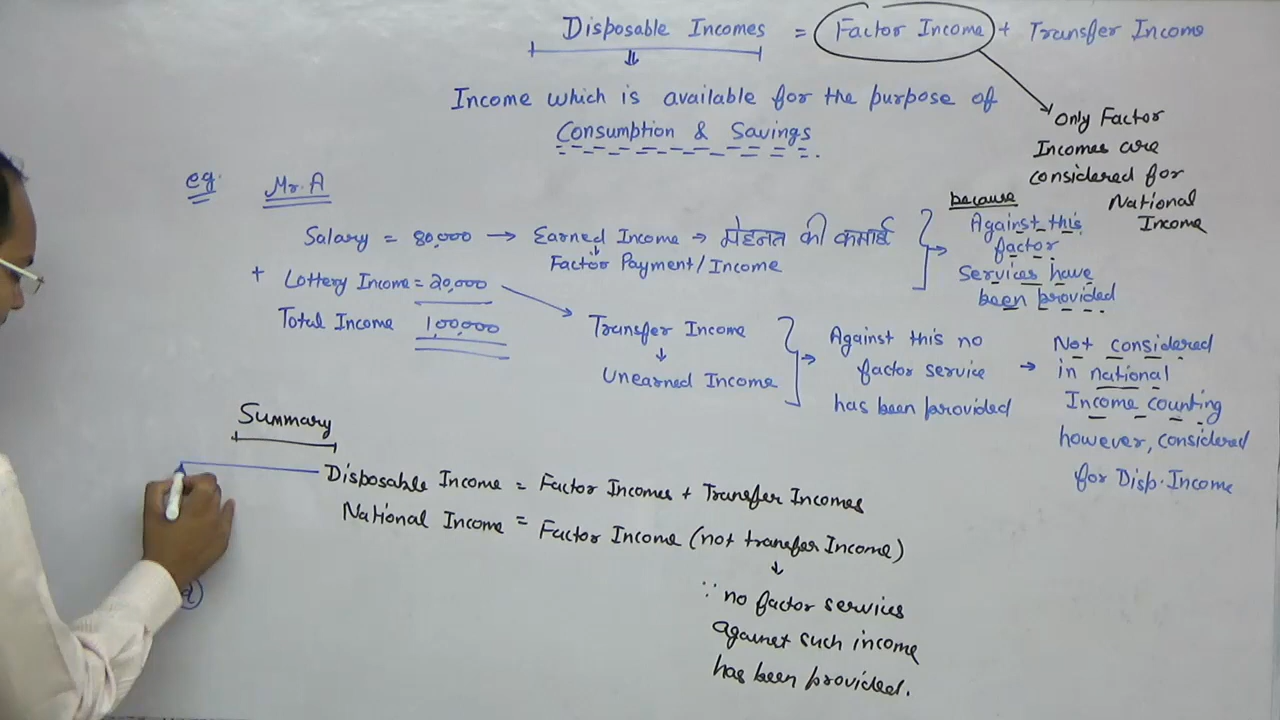 Disposable Incomes = Factor Income + Transfer Income
Income which is available for the purpose of
Consumption & Savings
Only Factor
Incomes are
considered for
National
Income
eg.
Mr. A
Salary = 80,000 → Earned Income → मेहनत की कमाई
Factor Payment/Income
+ Lottery Income = 20,000
Total Income 1,00,000
because
Against this
factor
Services have
been provided
Transfer Income
↓
Unearned Income
Against this no
factor service
has been provided
→ Not considered
in national
Income counting
however, considered
for Disp. Income
Summary
Disposable Income = Factor Incomes + Transfer Incomes
National Income = Factor Income (not transfer Income)
↓
∵ no factor services
against such income
has been provided.